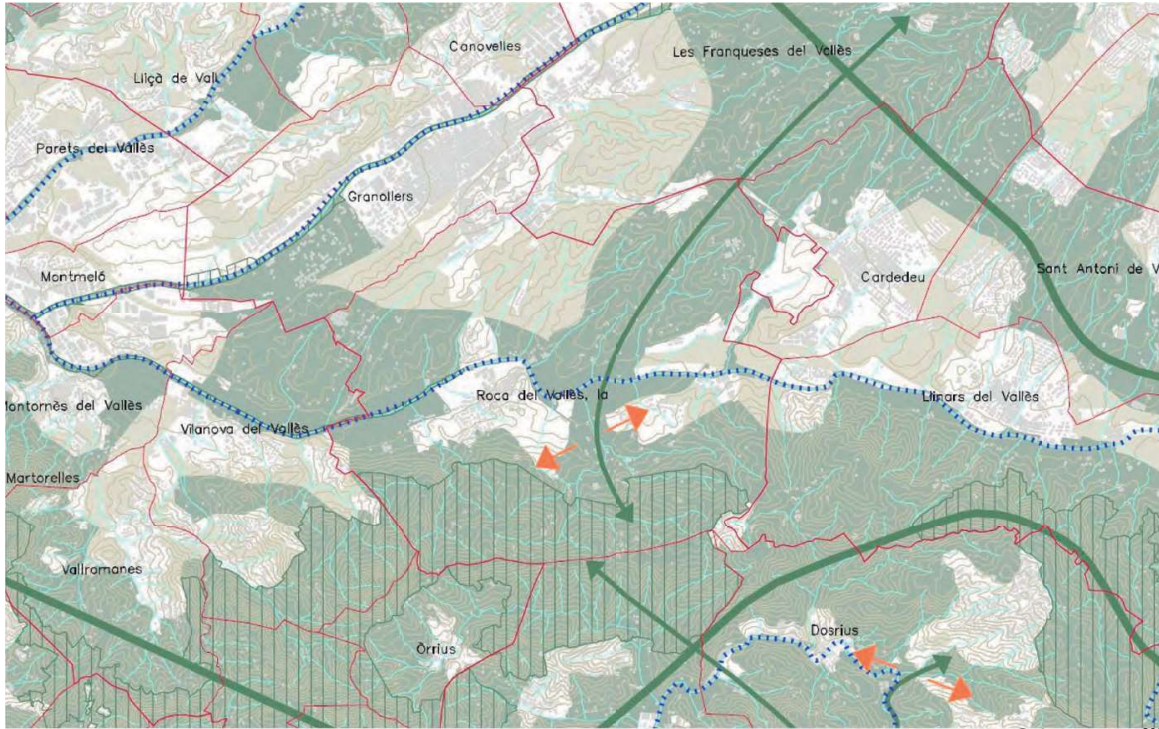 Canovelles
Les Franqueses del Vallès
Lliçà de Vall
Parets del Vallès
Granollers
Montmeló
Cardedeu
Sant Antoni de V
Roca del Vallès, la
Llinars del Vallès
Montornès del Vallès
Vilanova del Vallès
Martorelles
Vallromanes
Dosrius
Òrrius